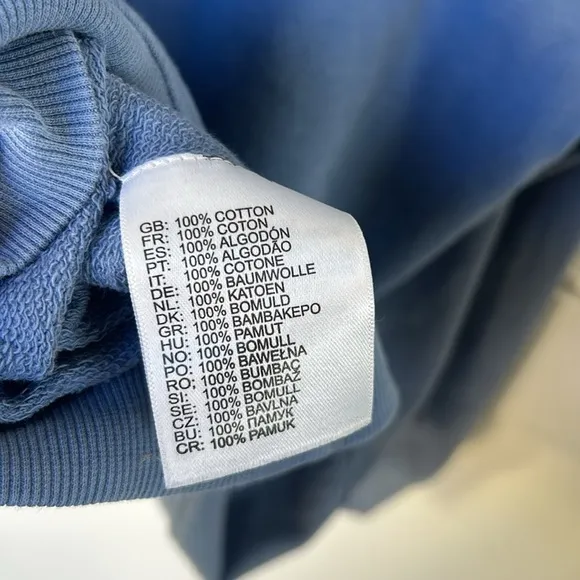 GB: 100% COTTON
FR: 100% COTON
ES: 100% ALGODÓN
PT: 100% ALGODÃO
IT: 100% COTONE
DE: 100% BAUMWOLLE
NL: 100% KATOEN
DK: 100% BOMULD
GR: 100% BAMBAKEPO
HU: 100% PAMUT
NO: 100% BOMULL
PO: 100% BAWEŁNA
RO: 100% BUMBAC
SI: 100% BOMBAŽ
SE: 100% BOMULL
CZ: 100% BAVLNA
BU: 100% ПАМУК
CR: 100% PAMUK